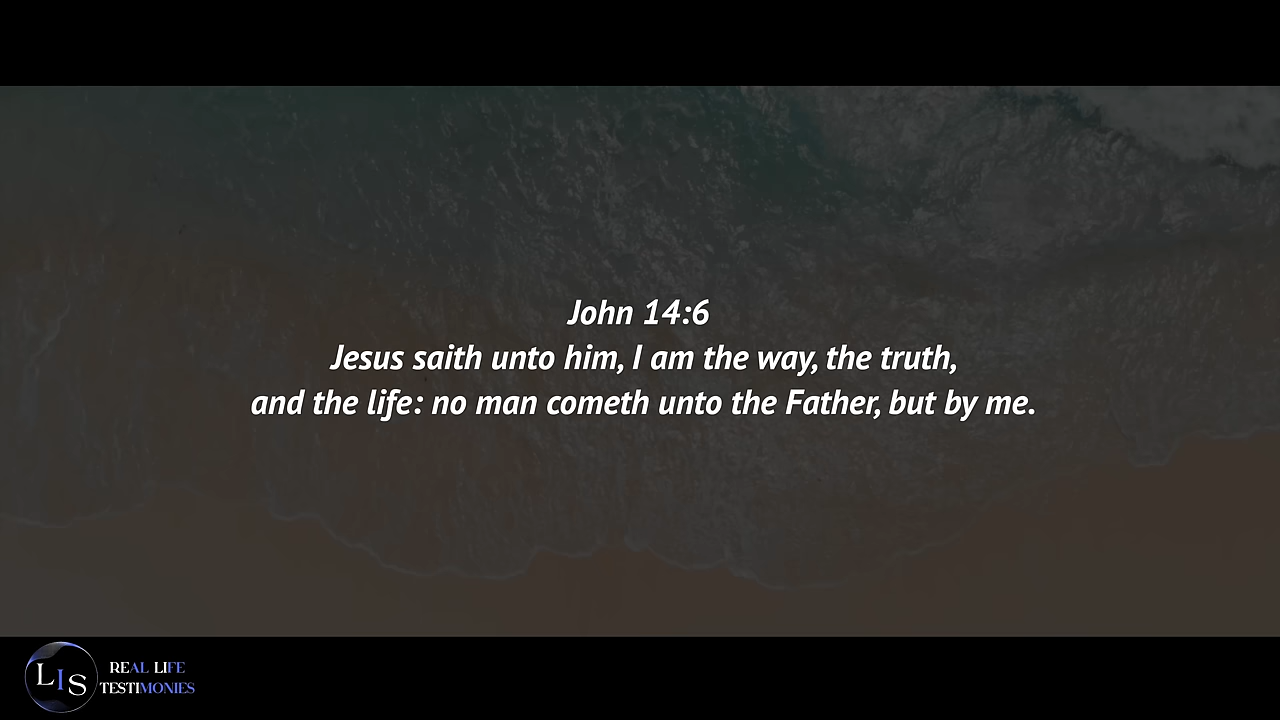 John 14:6
Jesus saith unto him, I am the way, the truth,
and the life: no man cometh unto the Father, but by me.
LIS
REAL LIFE
TESTIMONIES